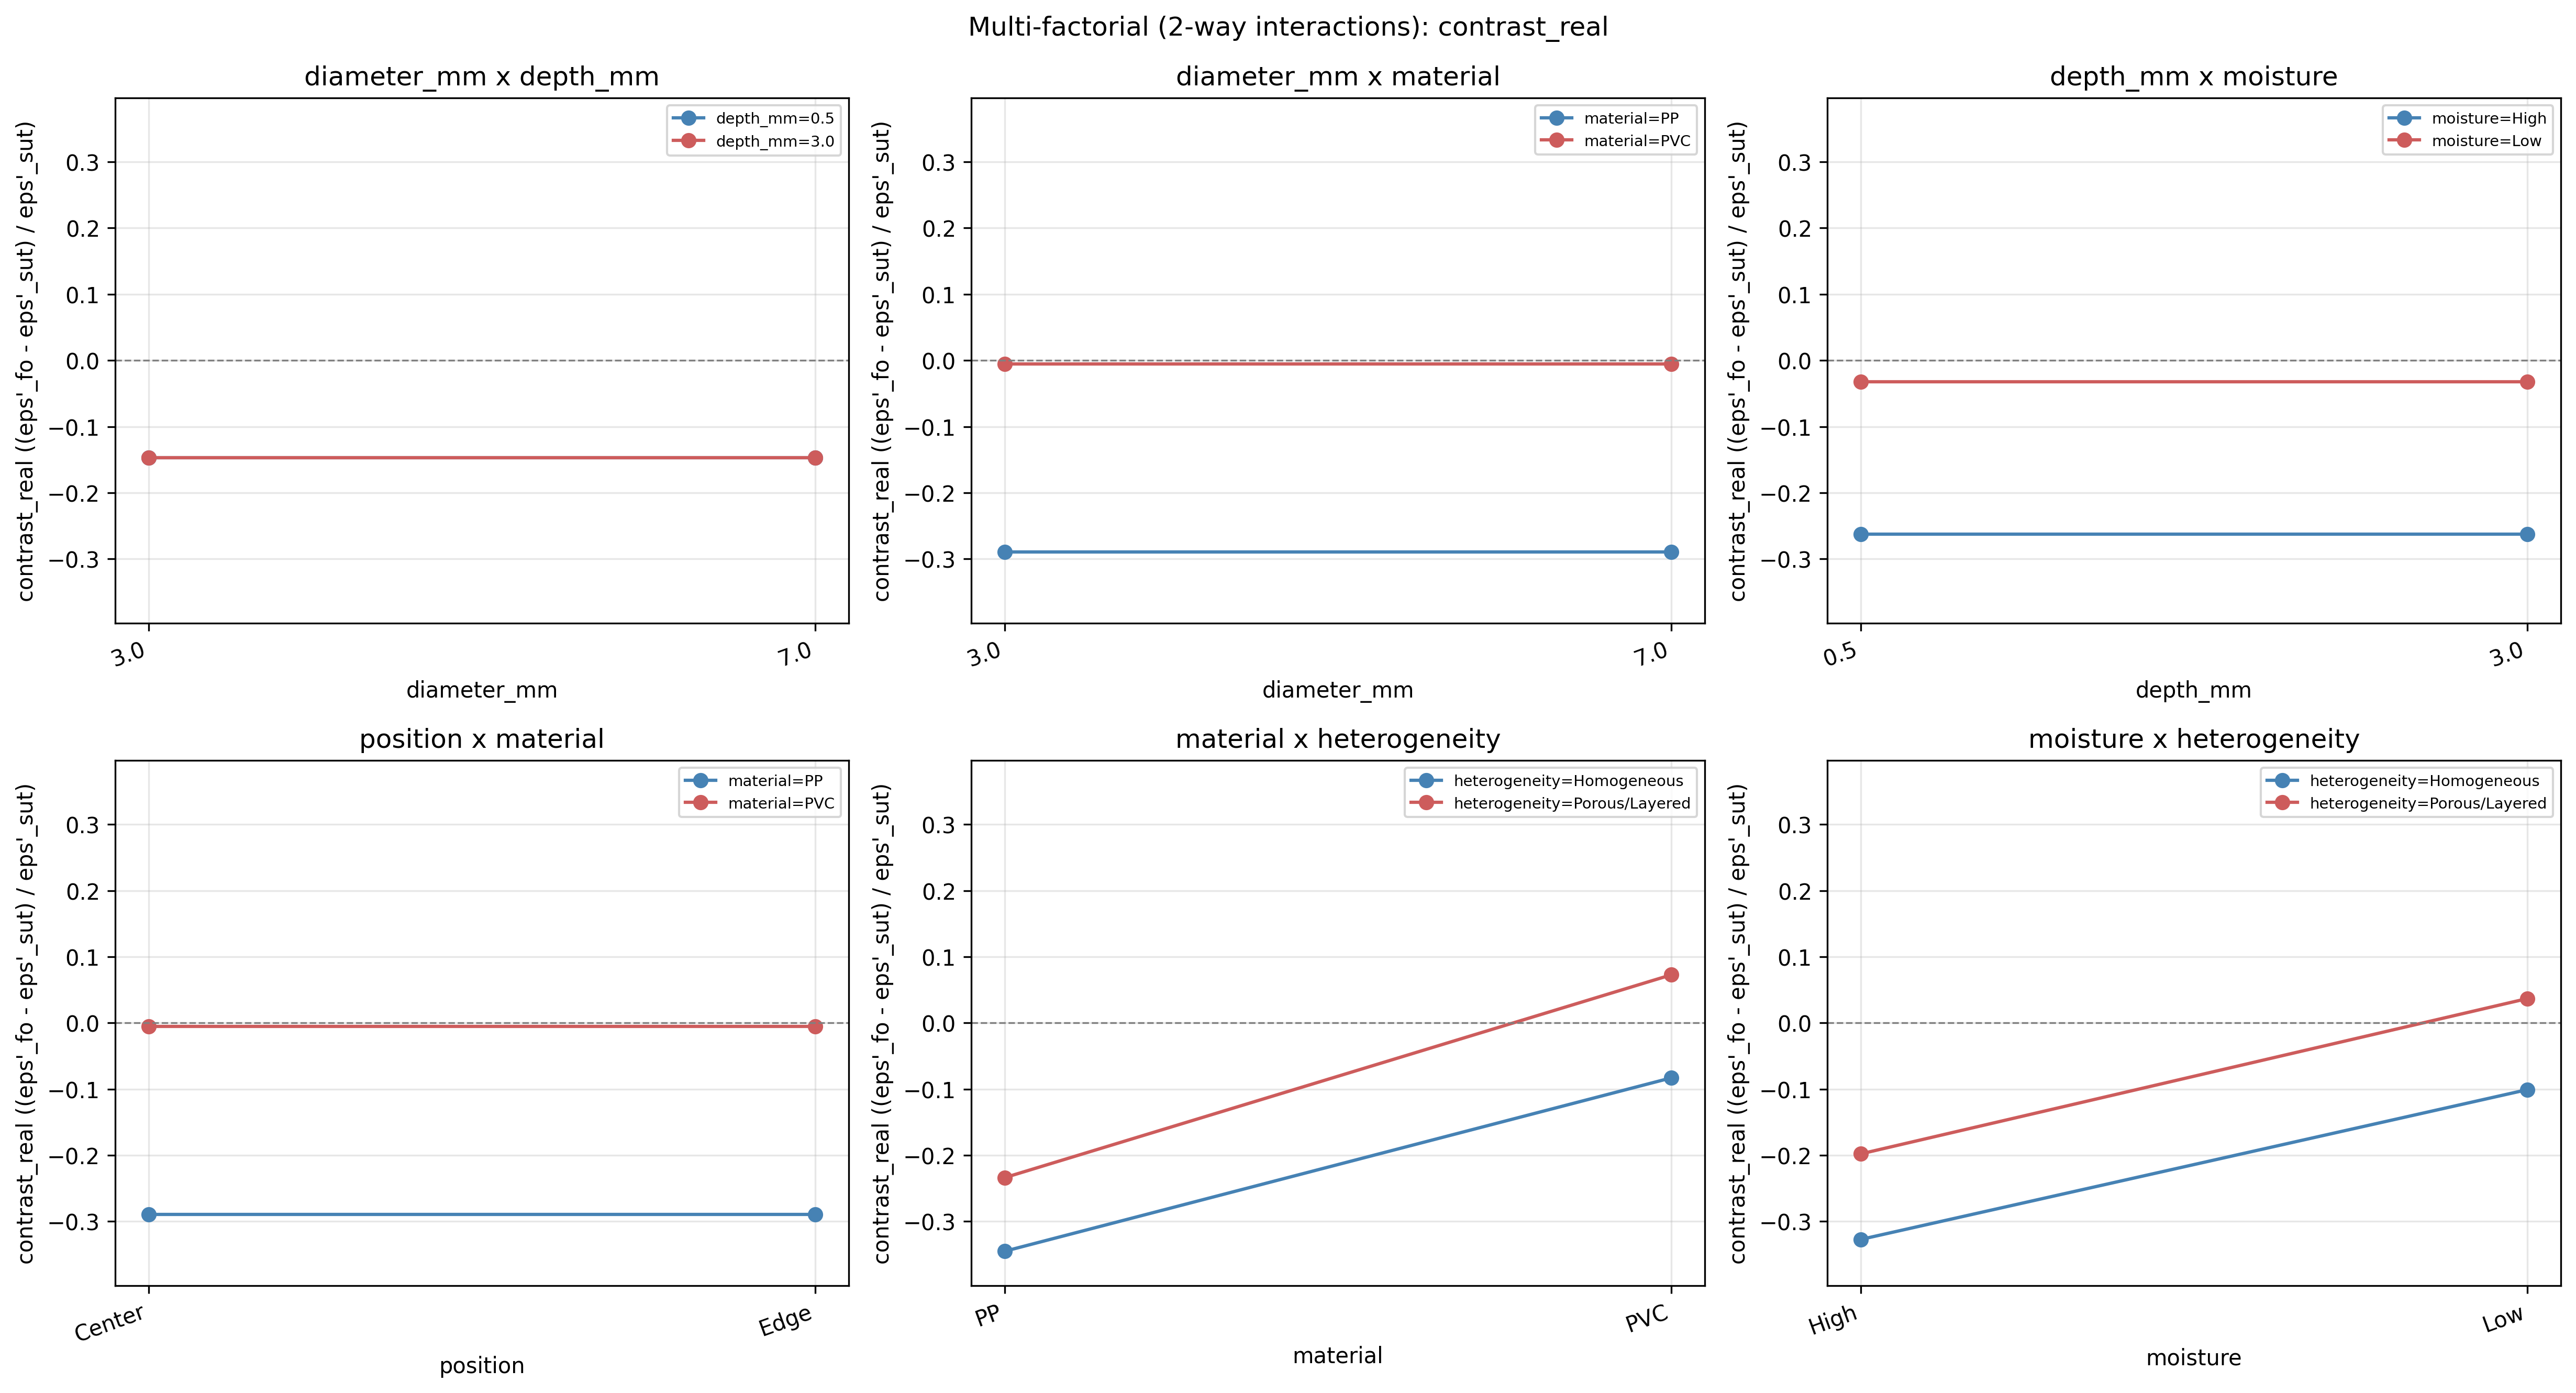 Multi-factorial (2-way interactions): contrast_real
diameter_mm x depth_mm
contrast_real ((eps'_fo - eps'_sut) / eps'_sut)
0.3
0.2
0.1
0.0
−0.1
−0.2
−0.3
depth_mm=0.5
depth_mm=3.0
3.0
7.0
diameter_mm
diameter_mm x material
contrast_real ((eps'_fo - eps'_sut) / eps'_sut)
0.3
0.2
0.1
0.0
−0.1
−0.2
−0.3
material=PP
material=PVC
3.0
7.0
diameter_mm
depth_mm x moisture
contrast_real ((eps'_fo - eps'_sut) / eps'_sut)
0.3
0.2
0.1
0.0
−0.1
−0.2
−0.3
moisture=High
moisture=Low
0.5
3.0
depth_mm
position x material
contrast_real ((eps'_fo - eps'_sut) / eps'_sut)
0.3
0.2
0.1
0.0
−0.1
−0.2
−0.3
material=PP
material=PVC
Center
Edge
position
material x heterogeneity
contrast_real ((eps'_fo - eps'_sut) / eps'_sut)
0.3
0.2
0.1
0.0
−0.1
−0.2
−0.3
heterogeneity=Homogeneous
heterogeneity=Porous/Layered
PP
PVC
material
moisture x heterogeneity
contrast_real ((eps'_fo - eps'_sut) / eps'_sut)
0.3
0.2
0.1
0.0
−0.1
−0.2
−0.3
heterogeneity=Homogeneous
heterogeneity=Porous/Layered
High
Low
moisture